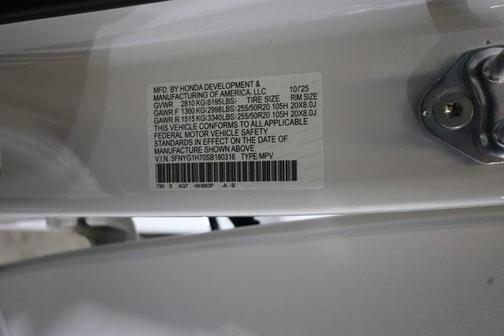 MFD. BY HONDA DEVELOPMENT & 10/25
MANUFACTURING OF AMERICA, LLC
GVWR 2810 KG(6195LBS) TIRE SIZE RIM SIZE
GAWR F 1360 KG(2998LBS) 255/50R20 105H 20X8.0J
GAWR R 1515 KG(3340LBS) 255/50R20 105H 20X8.0J
THIS VEHICLE CONFORMS TO ALL APPLICABLE
FEDERAL MOTOR VEHICLE SAFETY
STANDARDS IN EFFECT ON THE DATE OF
MANUFACTURE SHOWN ABOVE.
V.I.N. 5FNYG1H70SB180316 TYPE MPV
T90 S AQ7 -NH883P -A -B